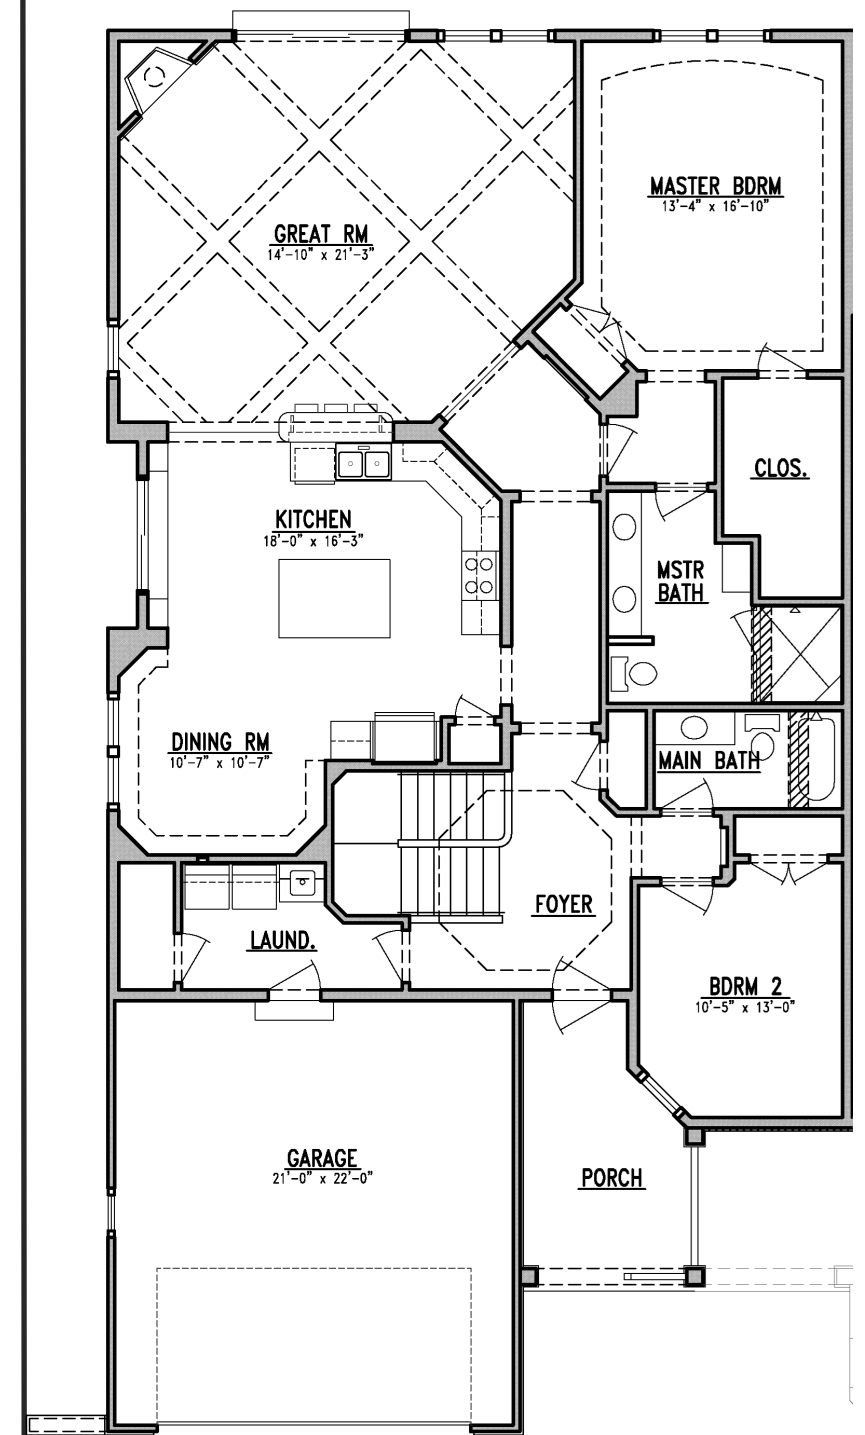 MASTER BDRM
13'-4" x 16'-10"
GREAT RM
14'-10" x 21'-3"
CLOS.
KITCHEN
18'-0" x 16'-3"
MSTR
BATH
DINING RM
10'-7" x 10'-7"
MAIN BATH
FOYER
LAUND.
BDRM 2
10'-5" x 13'-0"
GARAGE
21'-0" x 22'-0"
PORCH